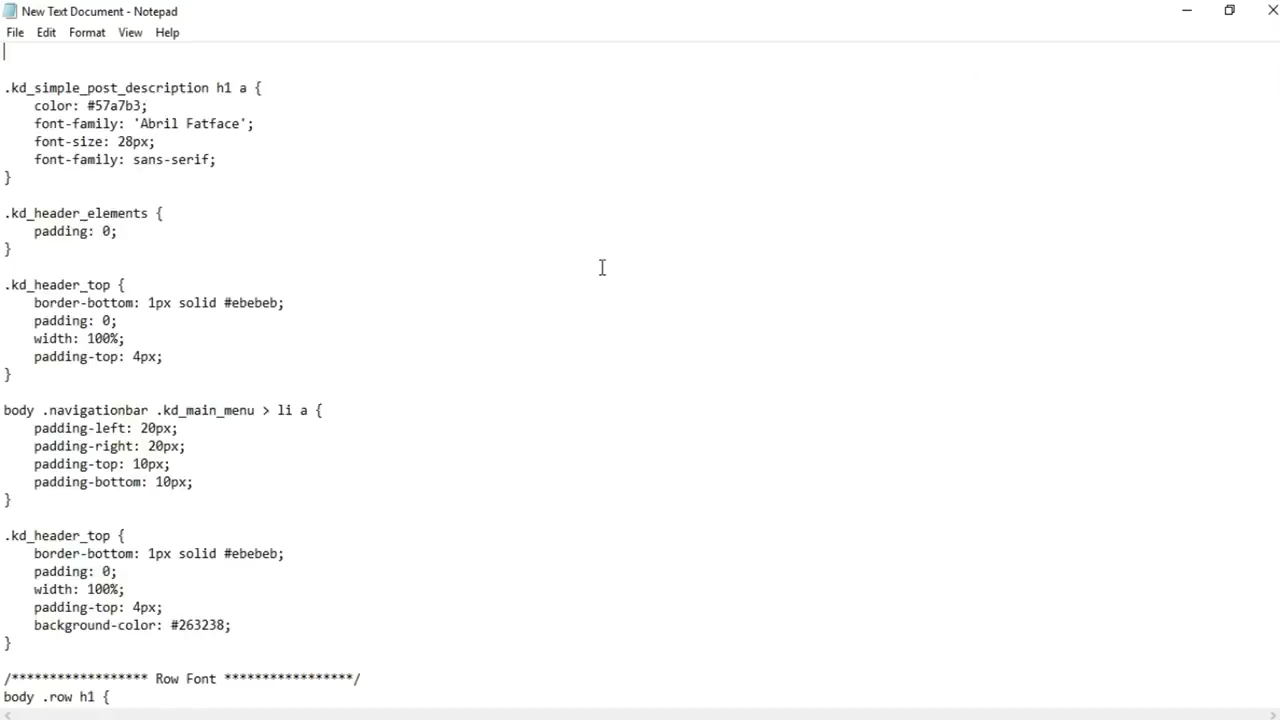 New Text Document - Notepad
File Edit Format View Help
.kd_simple_post_description h1 a {
    color: #57a7b3;
    font-family: 'Abril Fatface';
    font-size: 28px;
    font-family: sans-serif;
}
.kd_header_elements {
    padding: 0;
}
.kd_header_top {
    border-bottom: 1px solid #ebebeb;
    padding: 0;
    width: 100%;
    padding-top: 4px;
}
body .navigationbar .kd_main_menu > li a {
    padding-left: 20px;
    padding-right: 20px;
    padding-top: 10px;
    padding-bottom: 10px;
}
.kd_header_top {
    border-bottom: 1px solid #ebebeb;
    padding: 0;
    width: 100%;
    padding-top: 4px;
    background-color: #263238;
}
/****************** Row Font *****************/
body .row h1 {